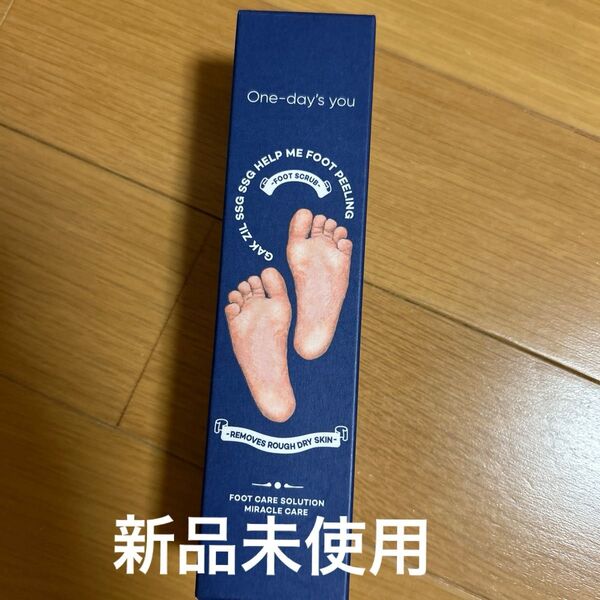 One-day's you
GAK ZIL SSG SSG HELP ME FOOT PEELING
-FOOT SCRUB-
-REMOVES ROUGH DRY SKIN-
FOOT CARE SOLUTION
MIRACLE CARE
新品未使用